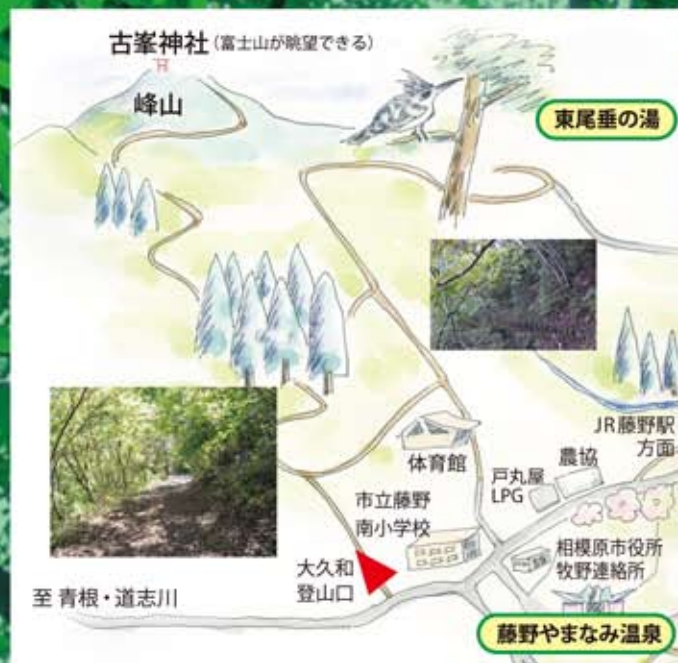 古峯神社(富士山が眺望できる)
峰山
東尾垂の湯
JR藤野駅
方面
体育館
戸丸屋
LPG
農協
市立藤野
南小学校
相模原市役所
牧野連絡所
大久和
登山口
至 青根・道志川
藤野やまなみ温泉